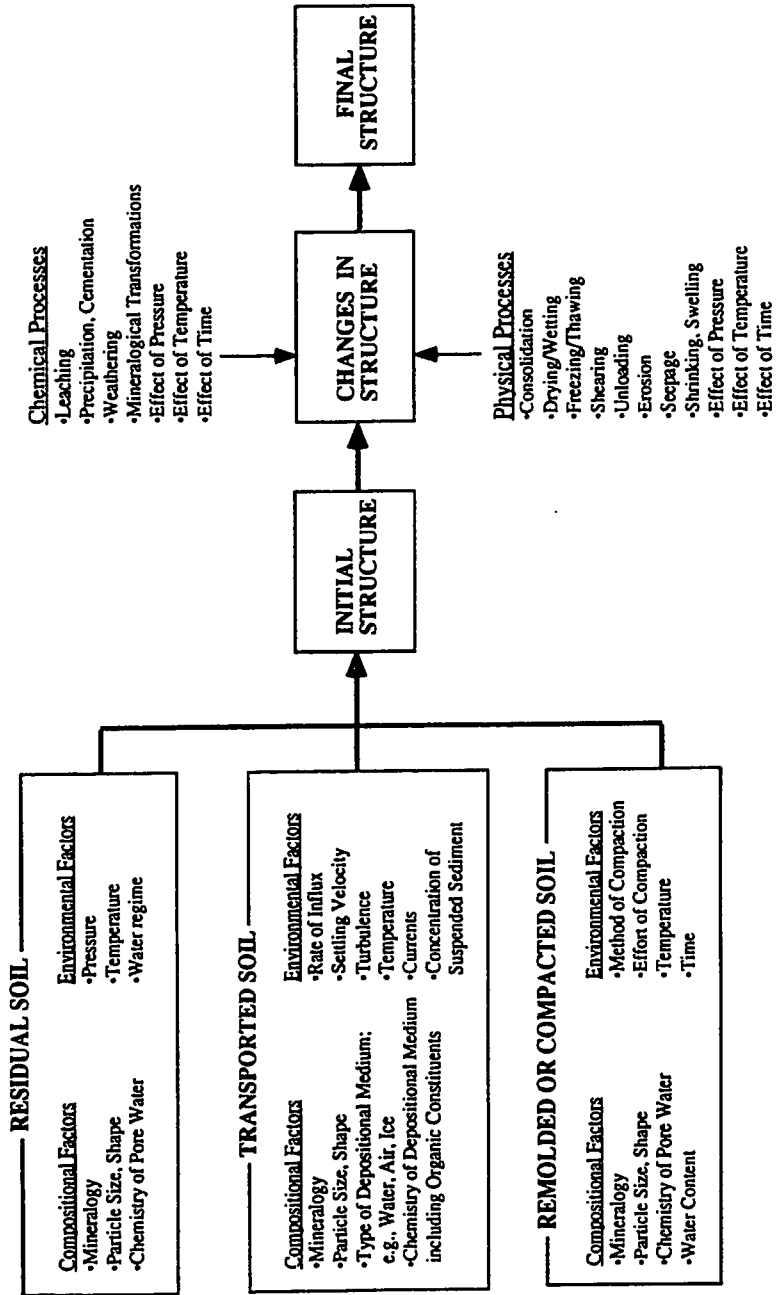 RESIDUAL SOIL
Compositional Factors
•Mineralogy
•Particle Size, Shape
•Chemistry of Pore Water
Environmental Factors
•Pressure
•Temperature
•Water regime
TRANSPORTED SOIL
Compositional Factors
•Mineralogy
•Particle Size, Shape
•Type of Depositional Medium:
e.g., Water, Air, Ice
•Chemistry of Depositional Medium
including Organic Constituents
Environmental Factors
•Rate of Influx
•Settling Velocity
•Turbulence
•Temperature
•Currents
•Concentration of
Suspended Sediment
REMOLDED OR COMPACTED SOIL
Compositional Factors
•Mineralogy
•Particle Size, Shape
•Chemistry of Pore Water
•Water Content
Environmental Factors
•Method of Compaction
•Effort of Compaction
•Temperature
•Time
INITIAL
STRUCTURE
Chemical Processes
•Leaching
•Precipitation, Cementation
•Weathering
•Mineralogical Transformations
•Effect of Pressure
•Effect of Temperature
•Effect of Time
CHANGES IN
STRUCTURE
Physical Processes
•Consolidation
•Drying/Wetting
•Freezing/Thawing
•Shearing
•Unloading
•Erosion
•Seepage
•Shrinking, Swelling
•Effect of Pressure
•Effect of Temperature
•Effect of Time
FINAL
STRUCTURE